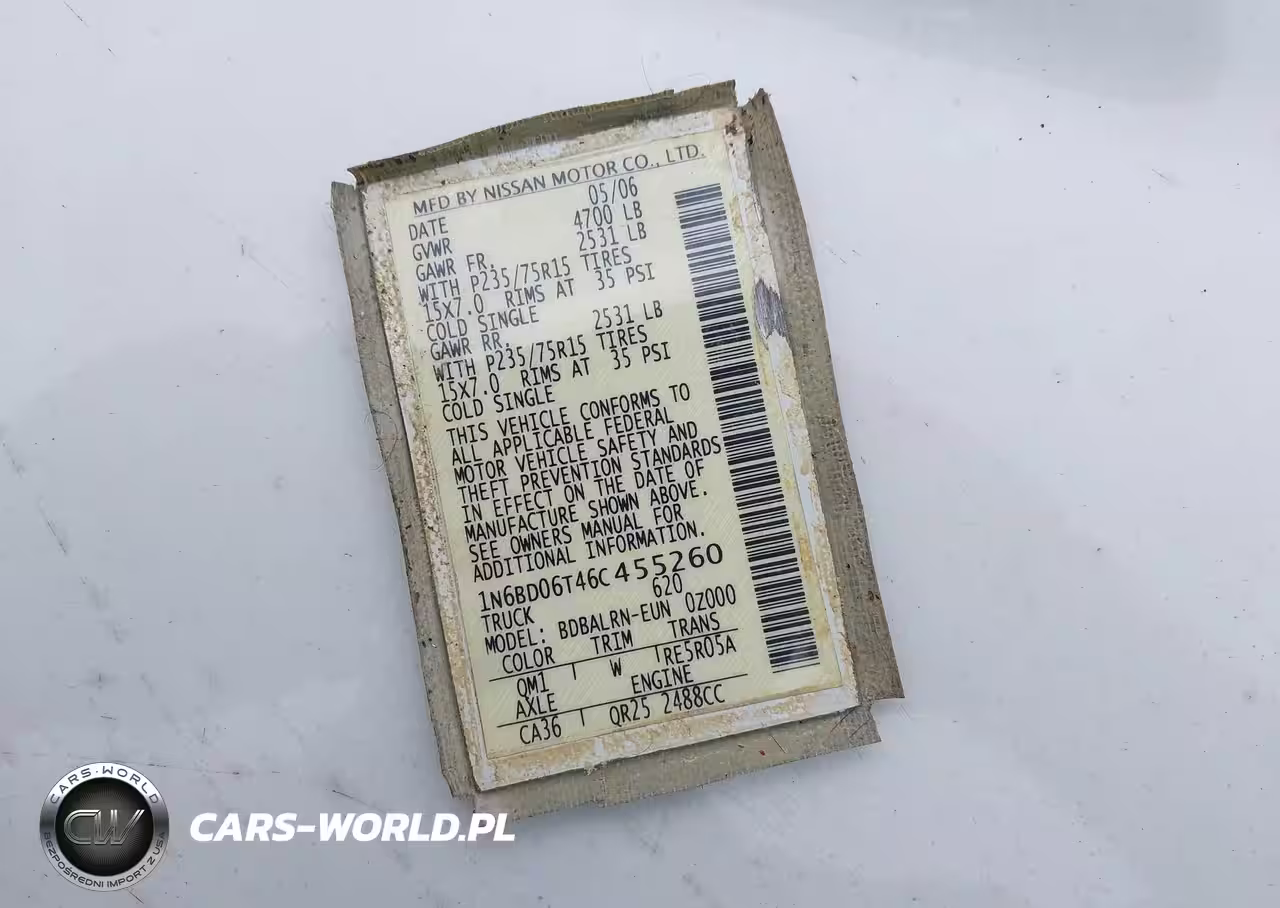 MFD BY NISSAN MOTOR CO., LTD.
DATE 05/06
GVWR 4700 LB
GAWR FR. 2531 LB
WITH P235/75R15 TIRES
15X7.0 RIMS AT 35 PSI
COLD SINGLE
GAWR RR. 2531 LB
WITH P235/75R15 TIRES
15X7.0 RIMS AT 35 PSI
COLD SINGLE
THIS VEHICLE CONFORMS TO
ALL APPLICABLE FEDERAL
MOTOR VEHICLE SAFETY AND
THEFT PREVENTION STANDARDS
IN EFFECT ON THE DATE OF
MANUFACTURE SHOWN ABOVE.
SEE OWNERS MANUAL FOR
ADDITIONAL INFORMATION.
1N6BD06T46C455260
TRUCK 620
MODEL: BDBALRN-EUN 0Z000
COLOR TRIM TRANS
QM1 W RE5R05A
AXLE ENGINE
CA36 QR25 2488CC
CARS-WORLD
CW
BEZPOŚREDNI IMPORT Z USA
CARS-WORLD.PL